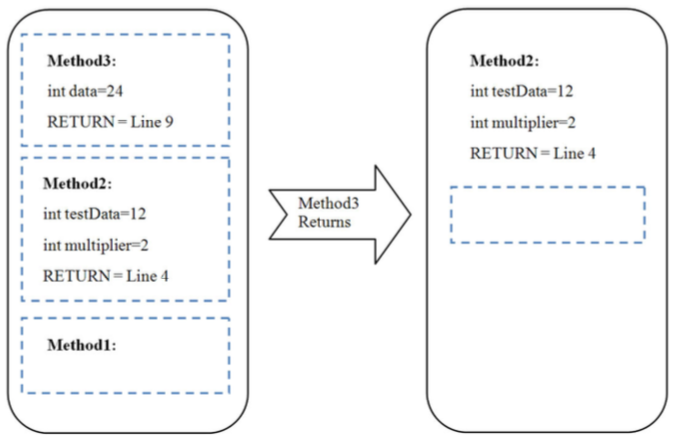 Method3:
int data=24
RETURN = Line 9
Method2:
int testData=12
int multiplier=2
RETURN = Line 4
Method1:
Method3
Returns
Method2:
int testData=12
int multiplier=2
RETURN = Line 4